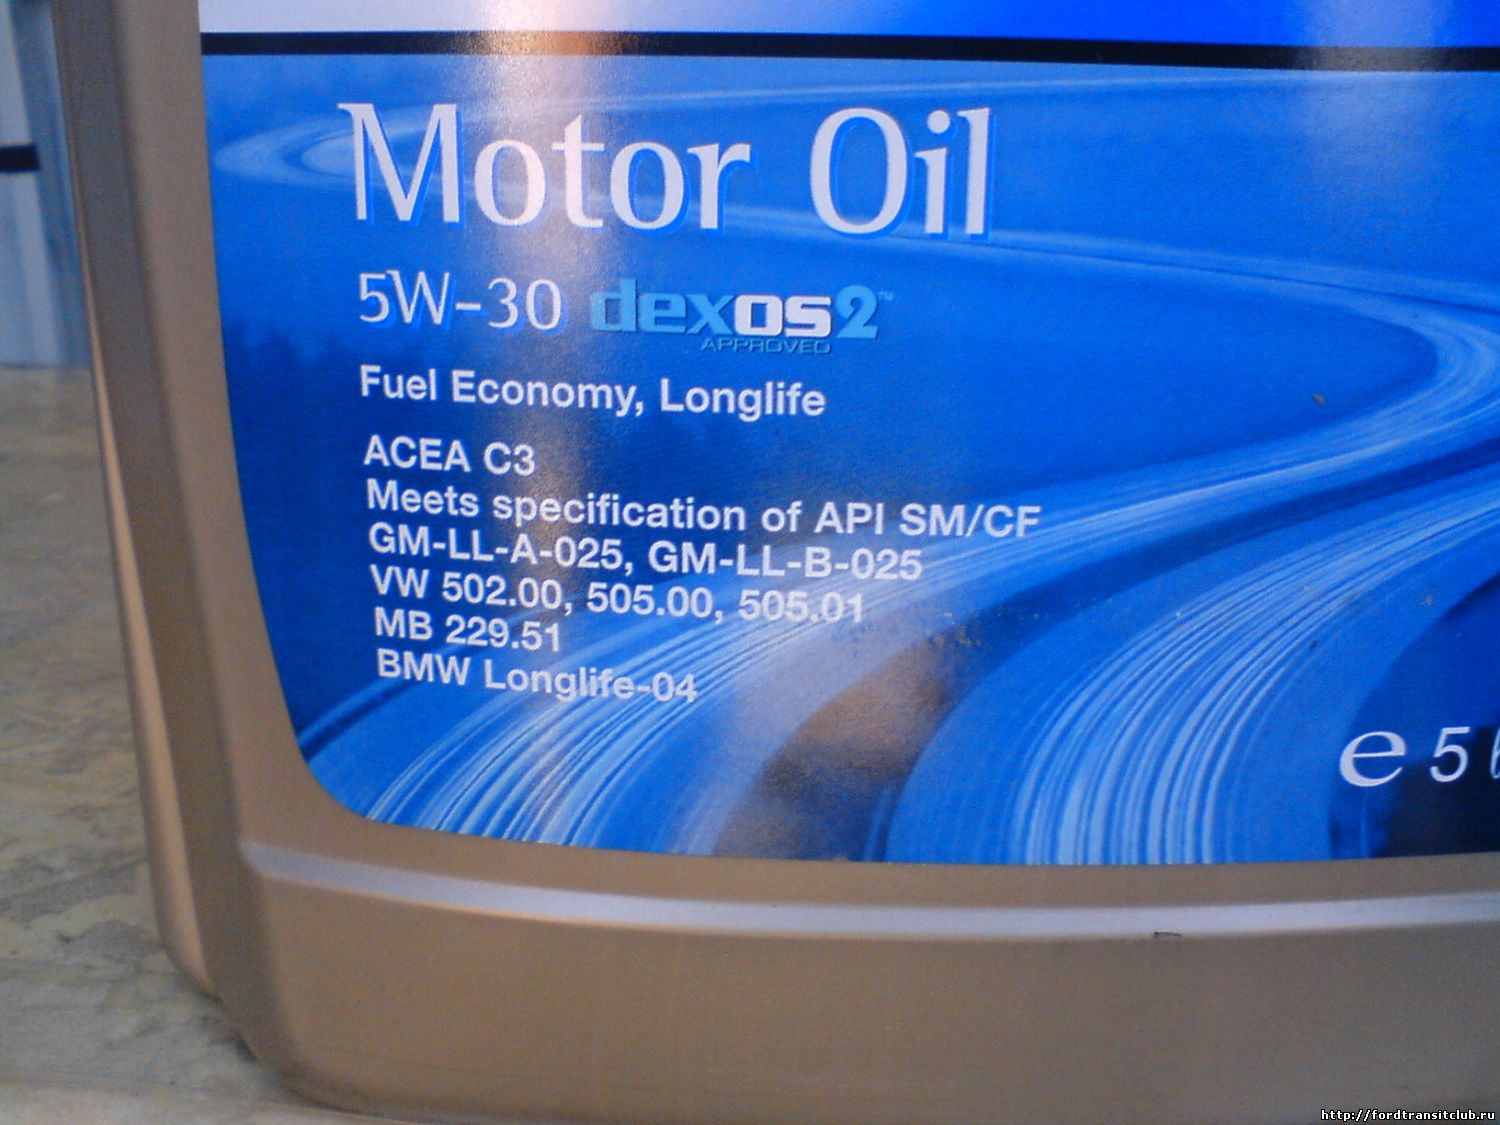 Motor Oil
5W-30 dexos2™
APPROVED
Fuel Economy, Longlife
ACEA C3
Meets specification of API SM/CF
GM-LL-A-025, GM-LL-B-025
VW 502.00, 505.00, 505.01
MB 229.51
BMW Longlife-04
e 5
http://fordtransitclub.ru